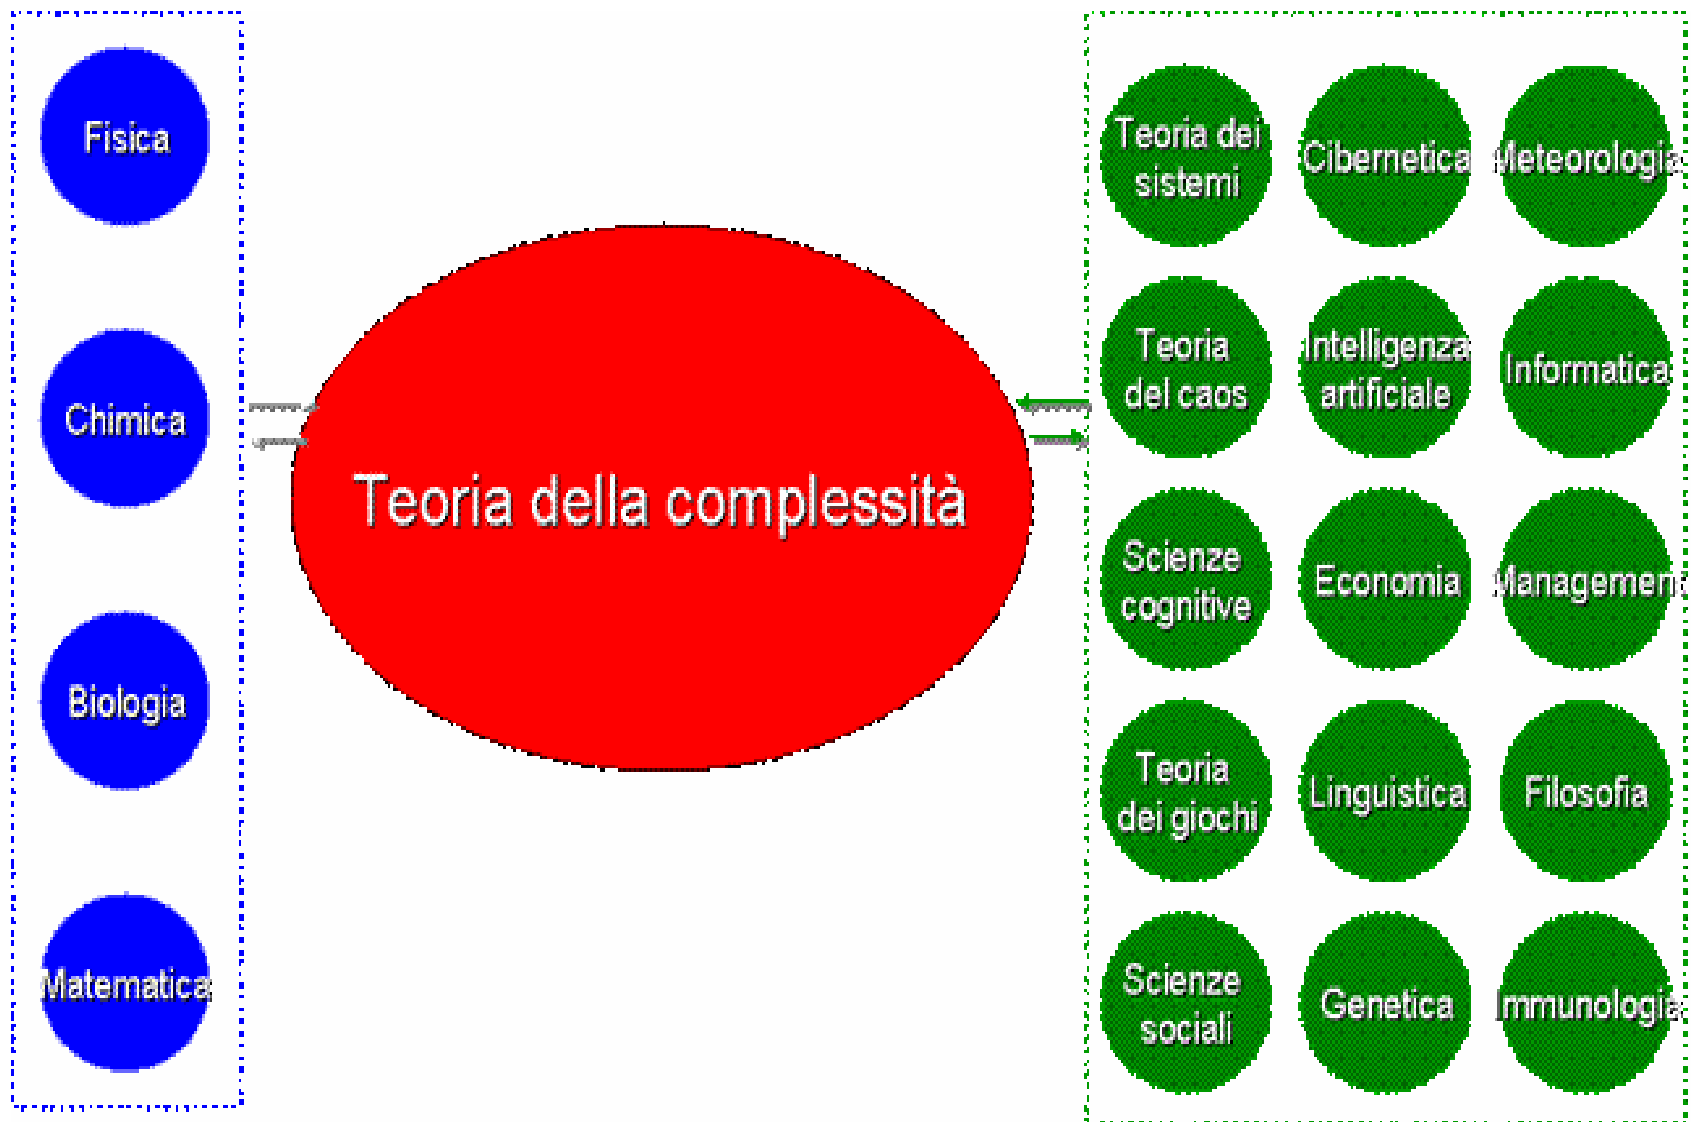 Fisica
Chimica
Biologia
Matematica
Teoria della complessità
Teoria dei
sistemi
Cibernetica
Meteorologia
Teoria
del caos
Intelligenza
artificiale
Informatica
Scienze
cognitive
Economia
Management
Teoria
dei giochi
Linguistica
Filosofia
Scienze
sociali
Genetica
Immunologia